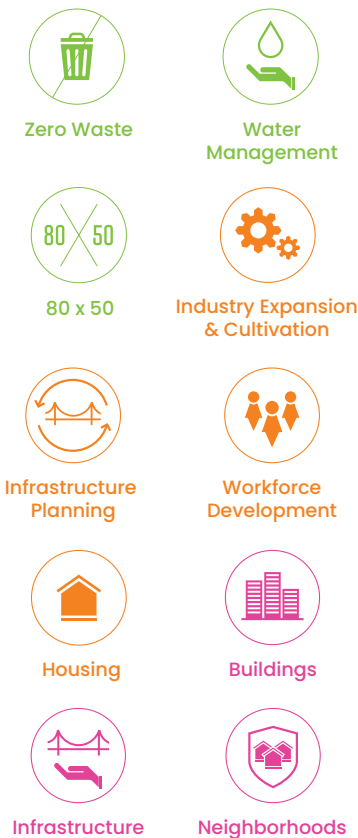 Zero Waste
Water
Management
80 50
80 x 50
Industry Expansion
& Cultivation
Infrastructure
Planning
Workforce
Development
Housing
Buildings
Infrastructure
Neighborhoods